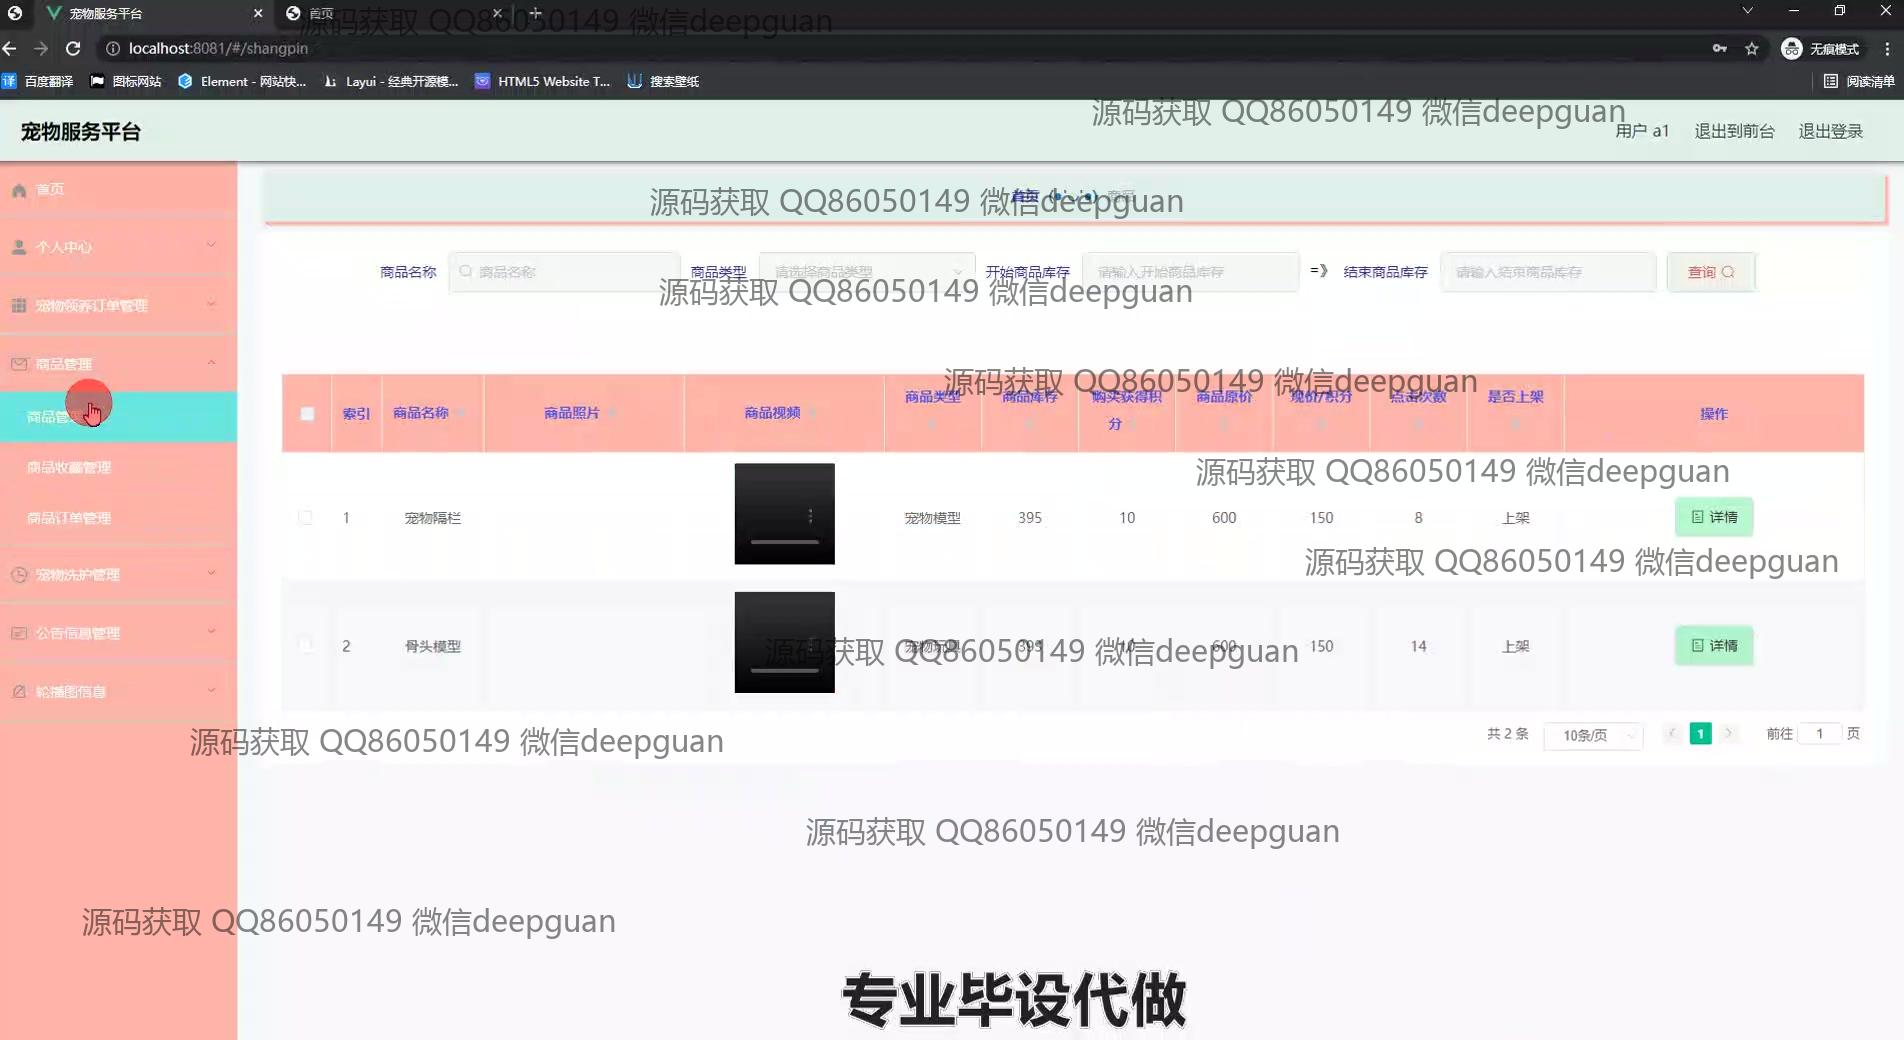 宠物服务平台
首页
源码获取 QQ86050149 微信deepguan
localhost:8081/#/shangpin
无痕模式
百度翻译
图标网站
Element - 网站快...
Layui - 经典开源模...
HTML5 Website T...
搜索壁纸
阅读清单
源码获取 QQ86050149 微信deepguan
宠物服务平台
用户 a1
退出到前台
退出登录
首页
个人中心
宠物领养订单管理
商品管理
商品管
商品收藏管理
商品订单管理
宠物洗护管理
公告信息管理
轮播图信息
源码获取 QQ86050149 微信deepguan
首页
商品
商品名称
商品名称
商品类型
请选择商品类型
开始商品库存
请输入开始商品库存
=》
结束商品库存
请输入结束商品库存
查询
源码获取 QQ86050149 微信deepguan
源码获取 QQ86050149 微信deepguan
索引 商品名称 商品照片 商品视频 商品类型 商品库存 购买获得积分 商品原价 现价/积分 点击次数 是否上架 操作
源码获取 QQ86050149 微信deepguan
1 宠物隔栏 宠物模型 395 10 600 150 8 上架 详情
源码获取 QQ86050149 微信deepguan
2 骨头模型 宠物玩具 393 10 600 150 14 上架 详情
源码获取 QQ86050149 微信deepguan
共 2 条
10条/页
1
前往 1 页
源码获取 QQ86050149 微信deepguan
源码获取 QQ86050149 微信deepguan
源码获取 QQ86050149 微信deepguan
专业毕设代做